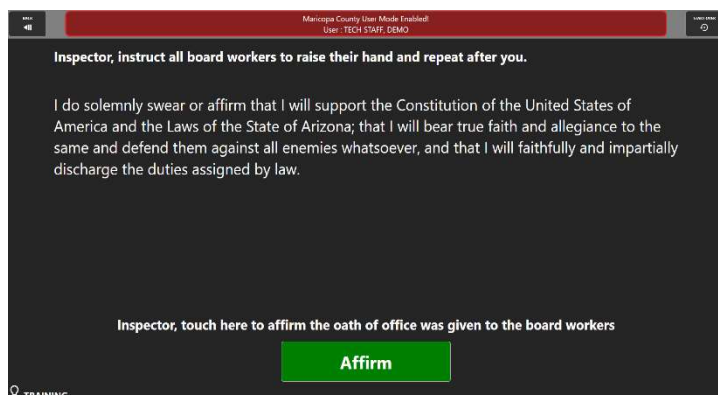 Maricopa County User Mode Enabled!
User : TECH STAFF, DEMO
Inspector, instruct all board workers to raise their hand and repeat after you.
I do solemnly swear or affirm that I will support the Constitution of the United States of
America and the Laws of the State of Arizona; that I will bear true faith and allegiance to the
same and defend them against all enemies whatsoever, and that I will faithfully and impartially
discharge the duties assigned by law.
Inspector, touch here to affirm the oath of office was given to the board workers
Affirm
TRAINING